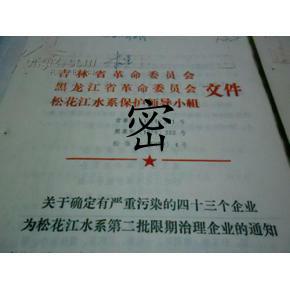 吉林省革命委员会
黑龙江省革命委员会 文件
松花江水系保护领导小组
密
关于确定有严重污染的四十三个企业
为松花江水系第二批限期治理企业的通知